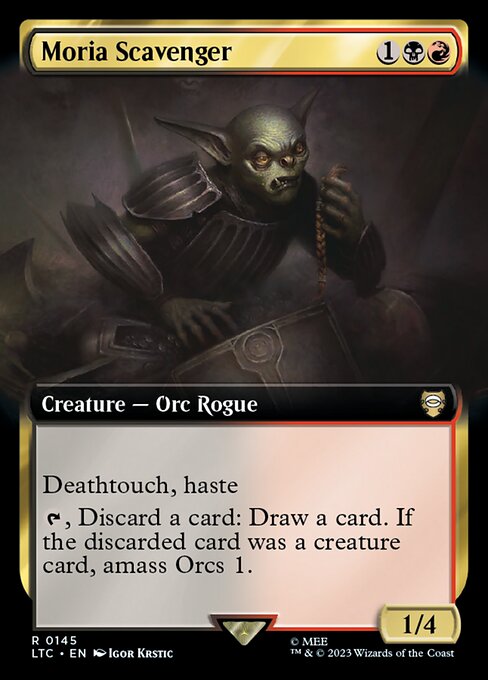 Moria Scavenger 1
Creature — Orc Rogue
Deathtouch, haste
, Discard a card: Draw a card. If
the discarded card was a creature
card, amass Orcs 1.
1/4
R 0145
LTC • EN Igor Krstic
© MEE
™ & © 2023 Wizards of the Coast